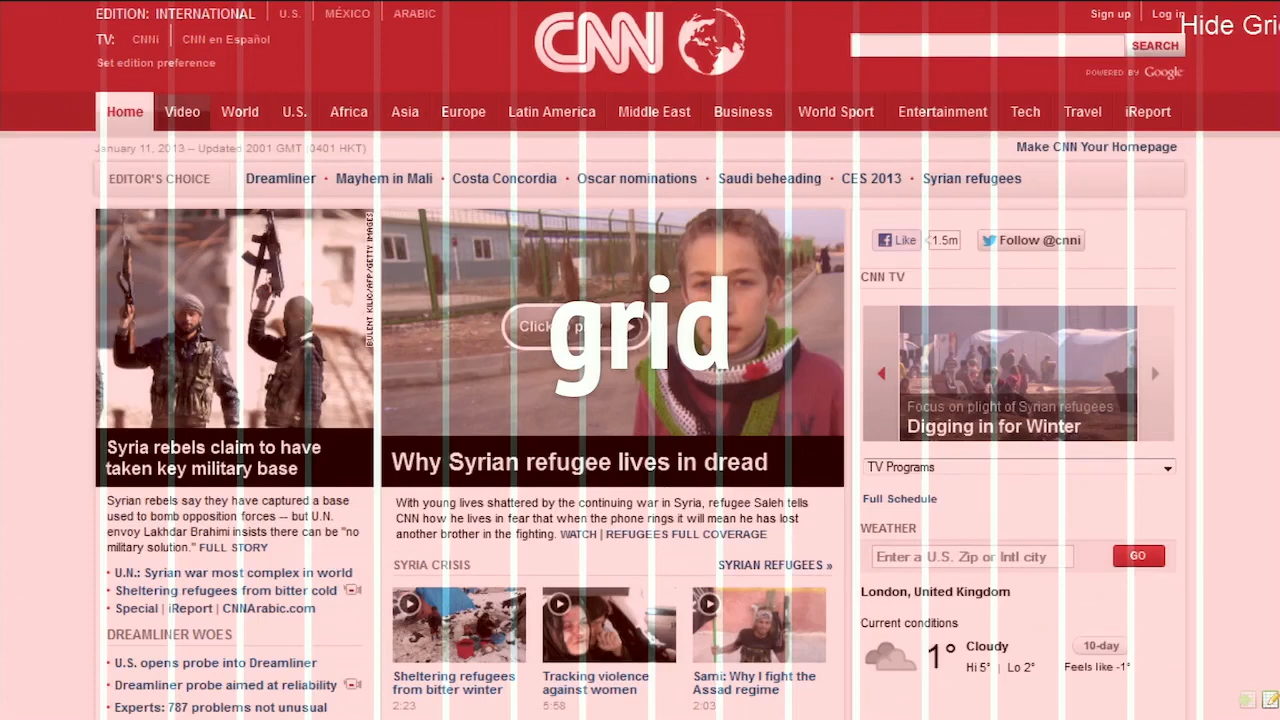 EDITION: INTERNATIONAL U.S. MÉXICO ARABIC
TV: CNNi CNN en Español
Set edition preference
CNN
Sign up Log in
Hide Gri
SEARCH
POWERED BY Google
Home Video World U.S. Africa Asia Europe Latin America Middle East Business World Sport Entertainment Tech Travel iReport
January 11, 2013 -- Updated 2001 GMT (0401 HKT)
Make CNN Your Homepage
EDITOR'S CHOICE Dreamliner • Mayhem in Mali • Costa Concordia • Oscar nominations • Saudi beheading • CES 2013 • Syrian refugees
BULENT KILIC/AFP/GETTY IMAGES
Syria rebels claim to have
taken key military base
Syrian rebels say they have captured a base
used to bomb opposition forces -- but U.N.
envoy Lakhdar Brahimi insists there can be "no
military solution." FULL STORY
• U.N.: Syrian war most complex in world
• Sheltering refugees from bitter cold
• Special | iReport | CNNArabic.com
DREAMLINER WOES
• U.S. opens probe into Dreamliner
• Dreamliner probe aimed at reliability
• Experts: 787 problems not unusual
Click to play
grid
Why Syrian refugee lives in dread
With young lives shattered by the continuing war in Syria, refugee Saleh tells
CNN how he lives in fear that when the phone rings it will mean he has lost
another brother in the fighting. WATCH | REFUGEES FULL COVERAGE
SYRIA CRISIS
SYRIAN REFUGEES »
Sheltering refugees
from bitter winter
2:23
Tracking violence
against women
5:58
Sami: Why I fight the
Assad regime
2:03
Like 1.5m Follow @cnni
CNN TV
Focus on plight of Syrian refugees
Digging in for Winter
TV Programs
Full Schedule
WEATHER
Enter a U.S. Zip or Intl city GO
London, United Kingdom
Current conditions
1° Cloudy
Hi 5° | Lo 2°
10-day
Feels like -1°